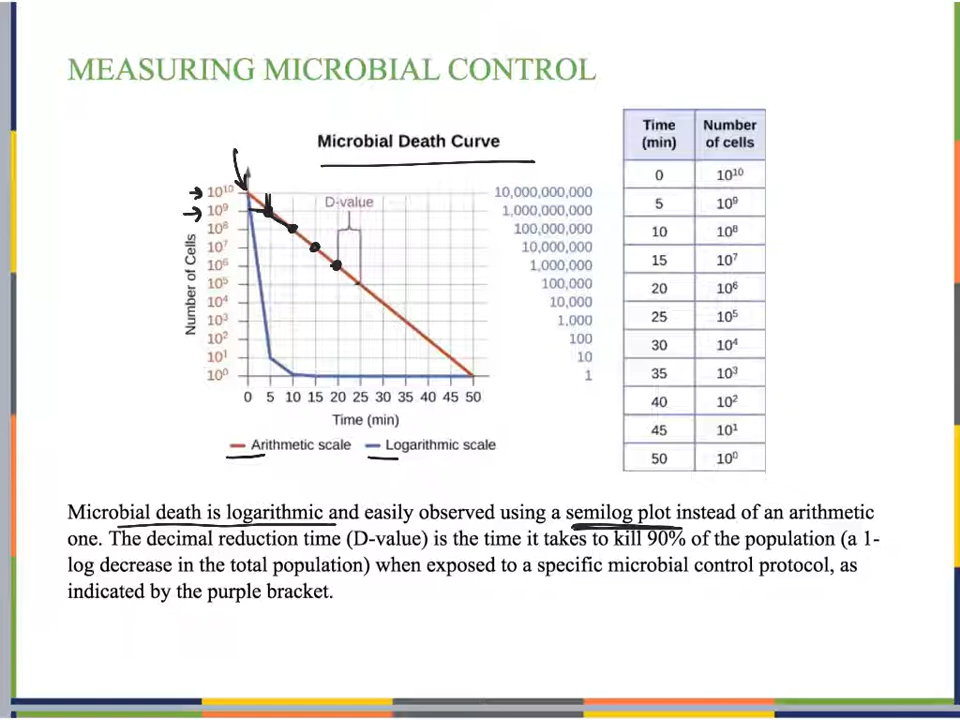 MEASURING MICROBIAL CONTROL
Microbial Death Curve
Number of Cells
10¹⁰
10⁹
10⁸
10⁷
10⁶
10⁵
10⁴
10³
10²
10¹
10⁰
D-value
0 5 10 15 20 25 30 35 40 45 50
Time (min)
Arithmetic scale Logarithmic scale
10,000,000,000
1,000,000,000
100,000,000
10,000,000
1,000,000
100,000
10,000
1,000
100
10
1
Time (min) Number of cells
0 10¹⁰
5 10⁹
10 10⁸
15 10⁷
20 10⁶
25 10⁵
30 10⁴
35 10³
40 10²
45 10¹
50 10⁰
Microbial death is logarithmic and easily observed using a semilog plot instead of an arithmetic
one. The decimal reduction time (D-value) is the time it takes to kill 90% of the population (a 1-
log decrease in the total population) when exposed to a specific microbial control protocol, as
indicated by the purple bracket.